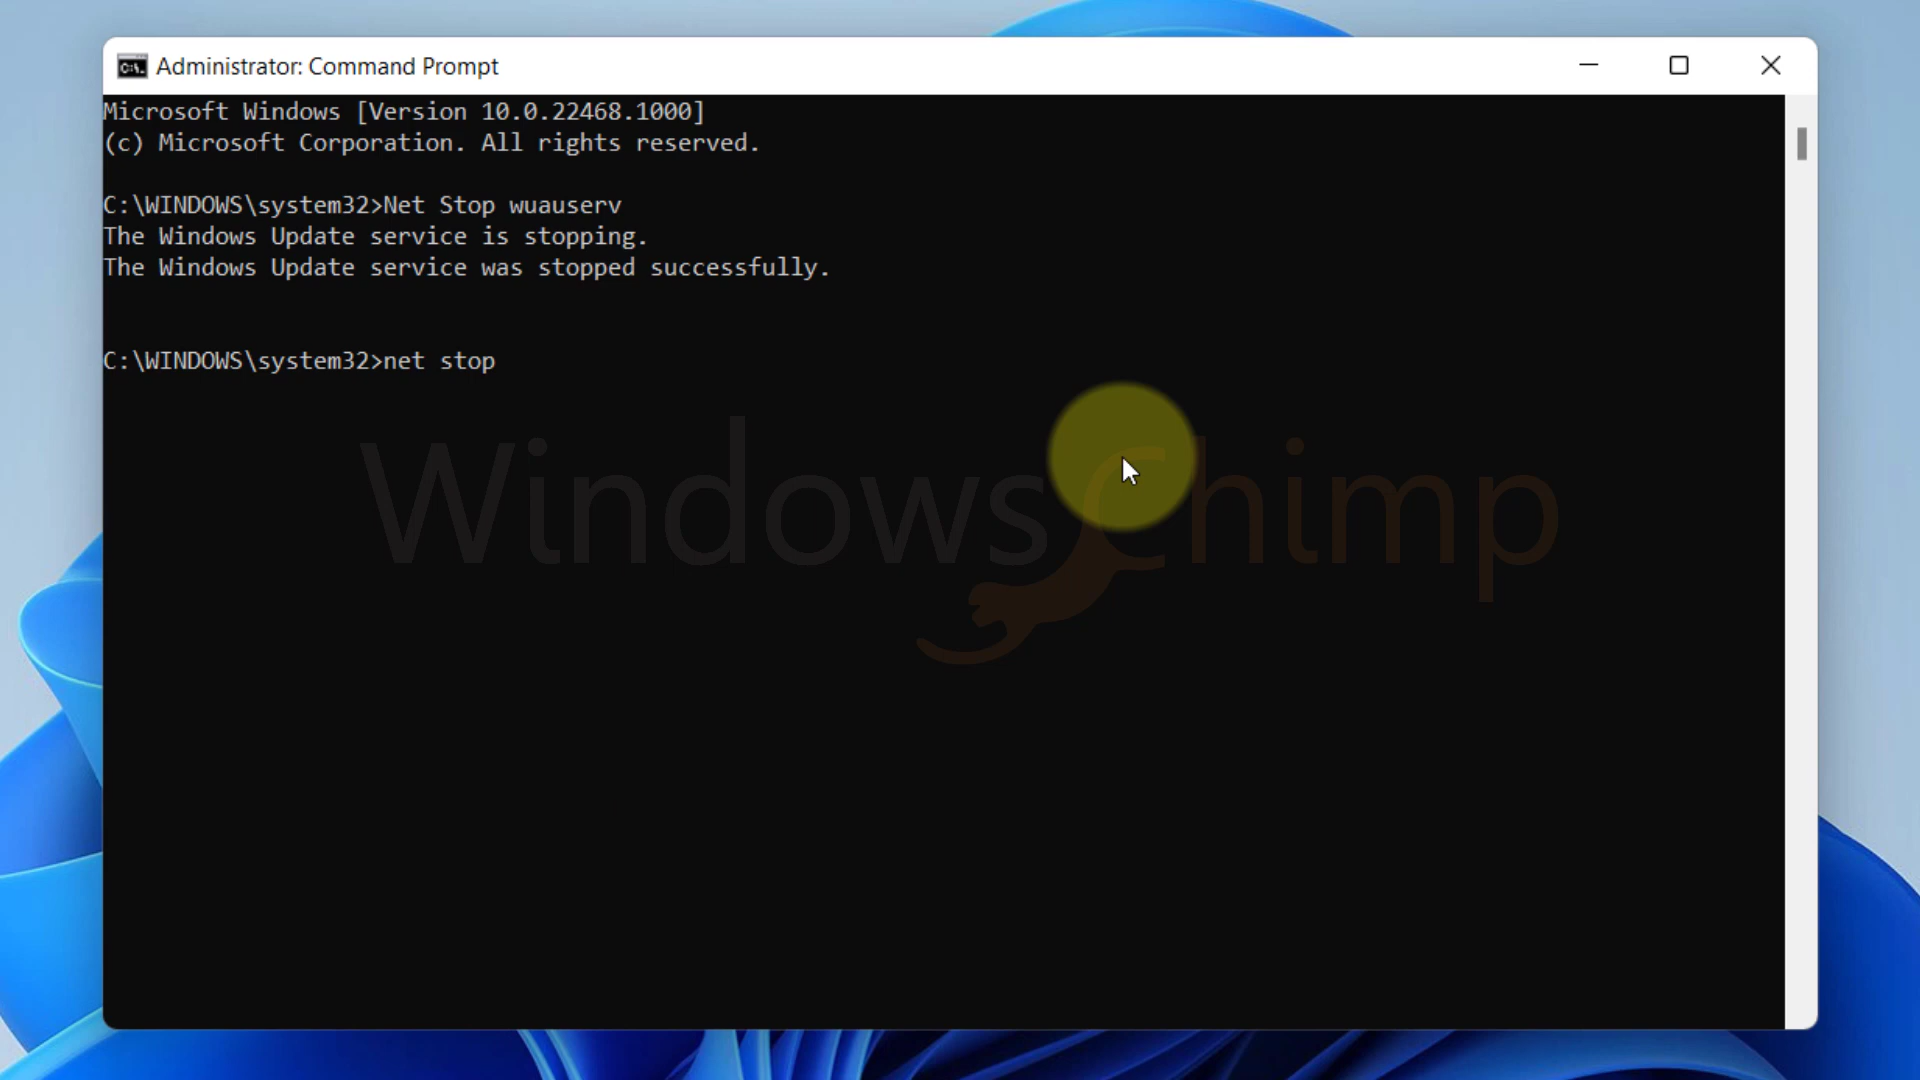 Administrator: Command Prompt
Microsoft Windows [Version 10.0.22468.1000]
(c) Microsoft Corporation. All rights reserved.
C:\WINDOWS\system32>Net Stop wuauserv
The Windows Update service is stopping.
The Windows Update service was stopped successfully.
C:\WINDOWS\system32>net stop
WindowsChimp